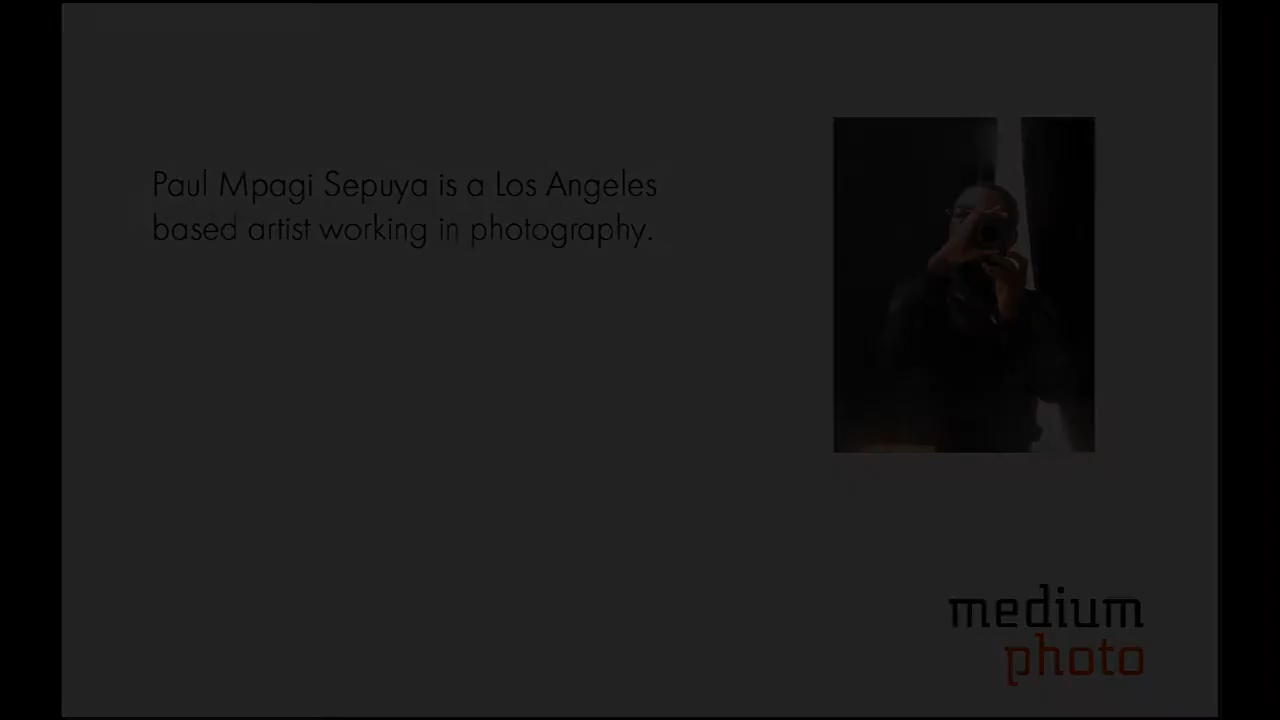 Paul Mpagi Sepuya is a Los Angeles
based artist working in photography.
medium
photo